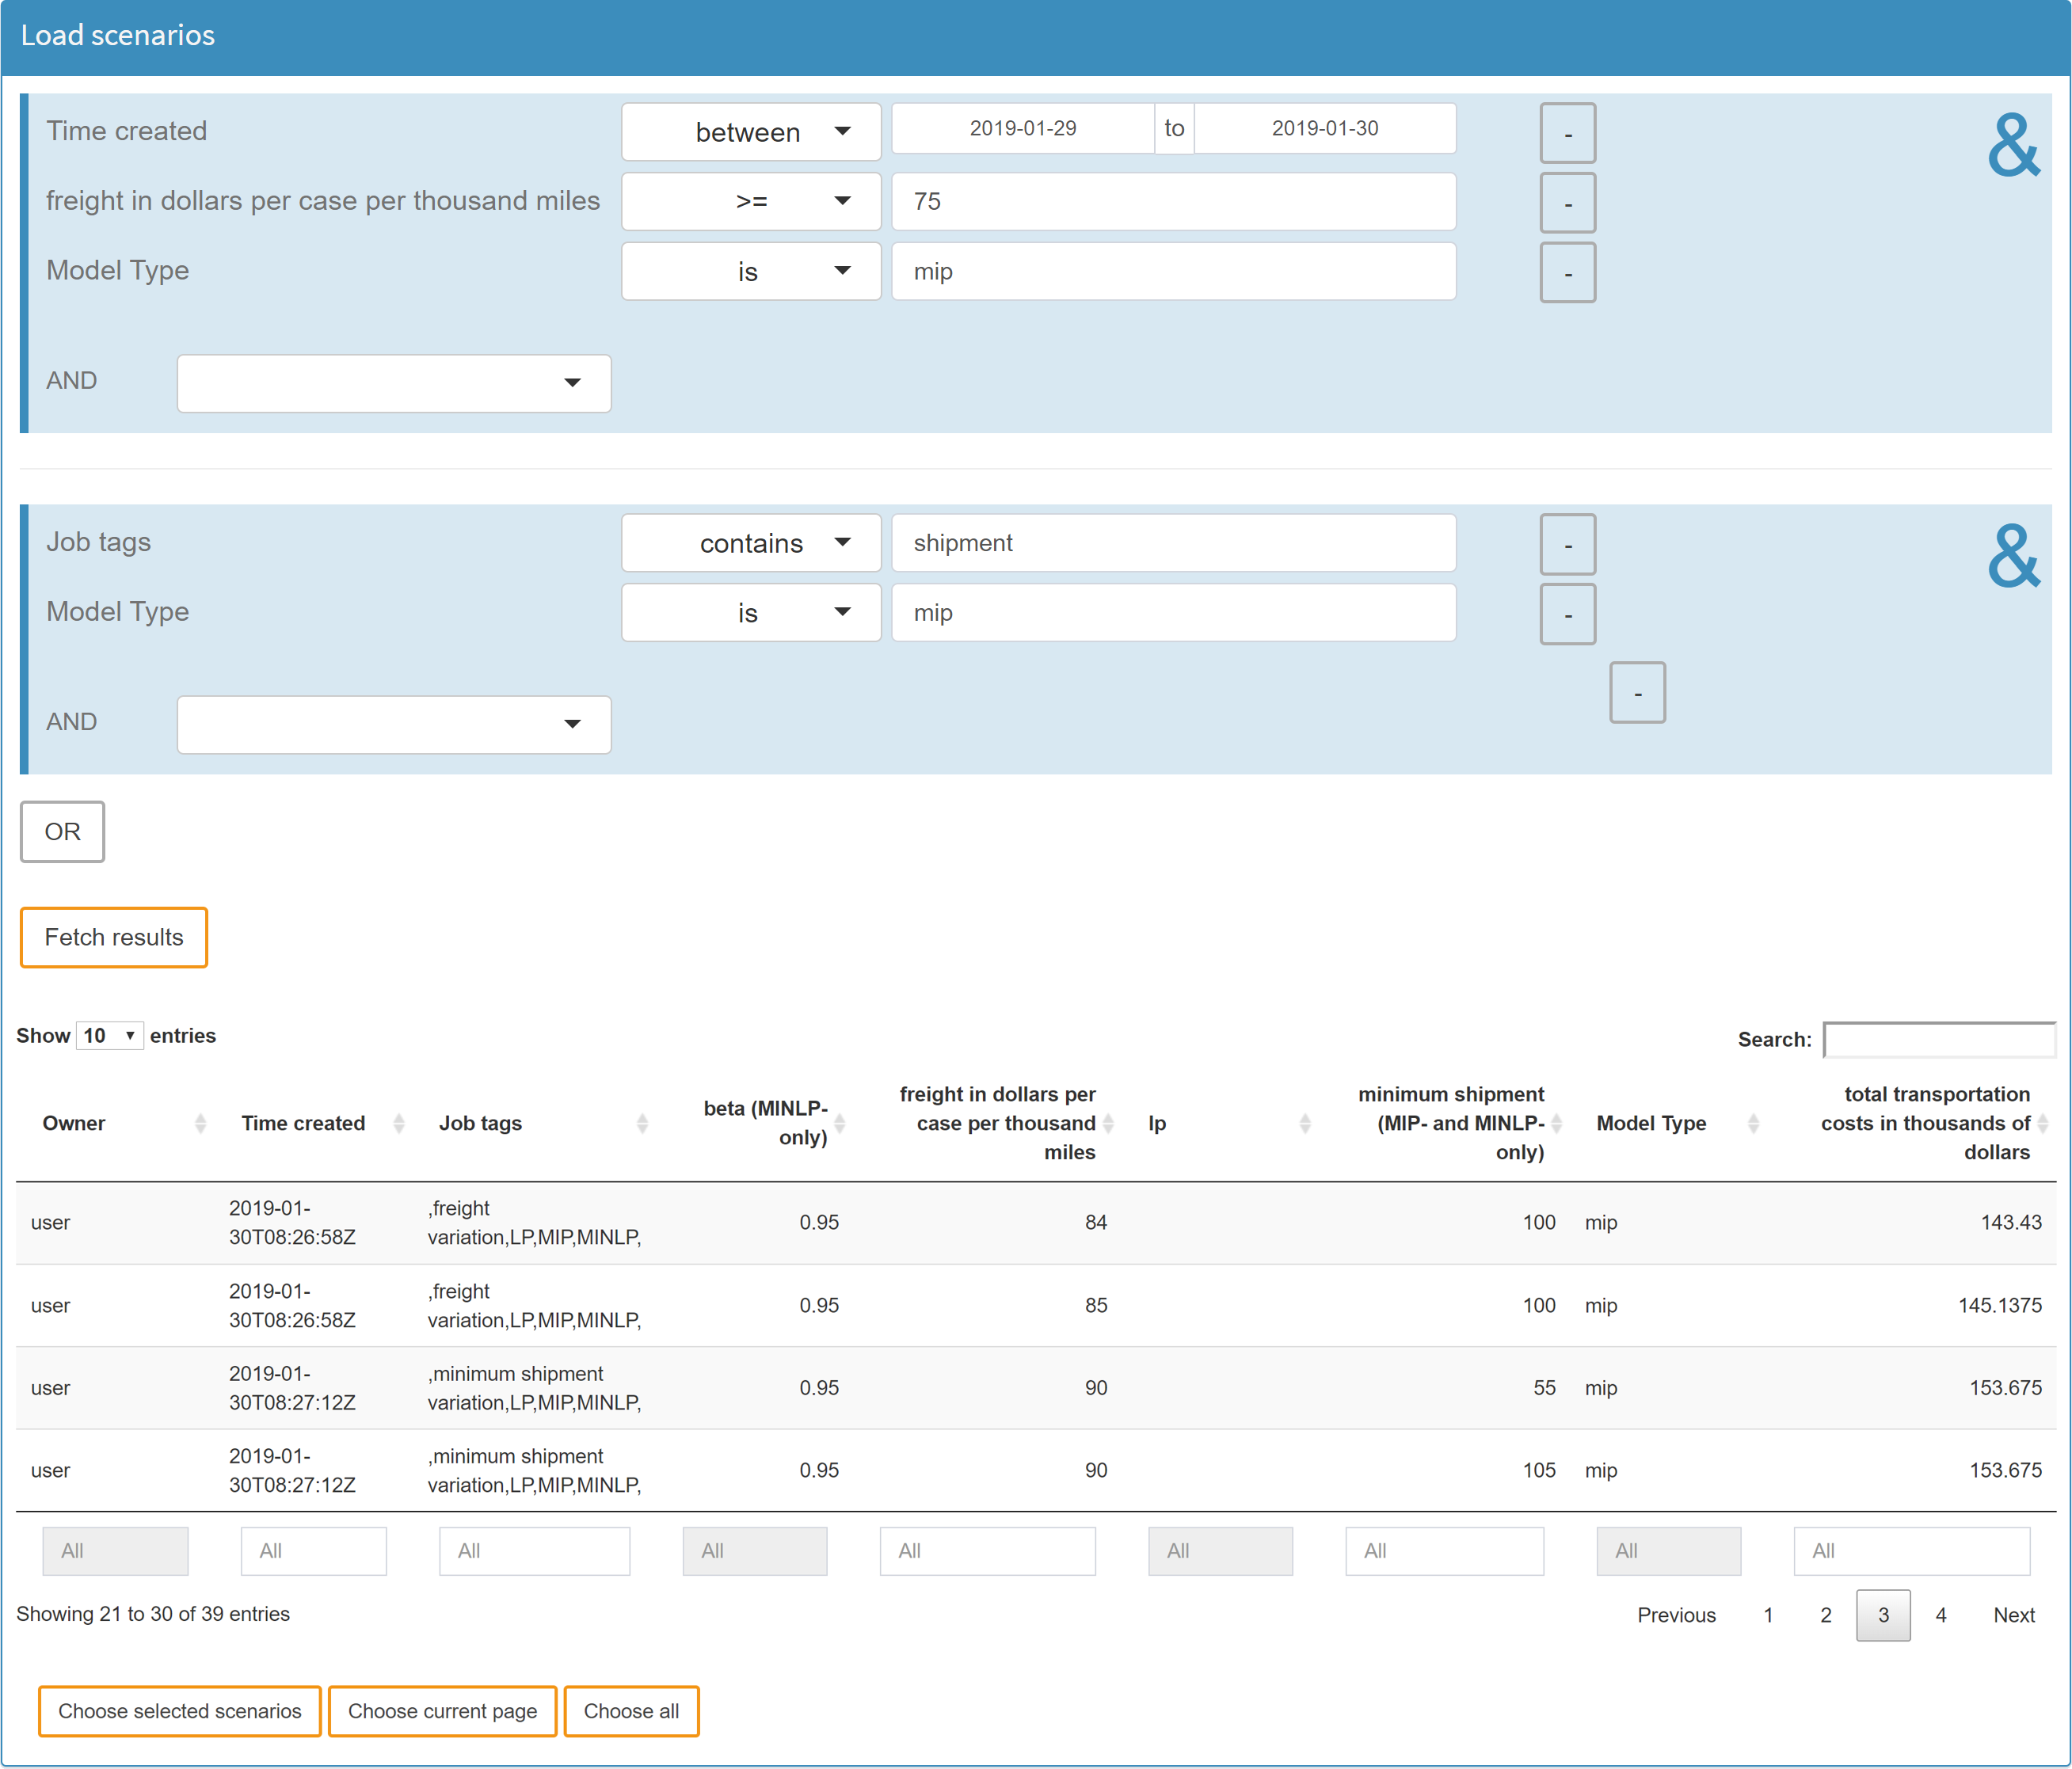 Load scenarios
Time created between 2019-01-29 to 2019-01-30 - &
freight in dollars per case per thousand miles >= 75 -
Model Type is mip -
AND
Job tags contains shipment - &
Model Type is mip -
-
AND
OR
Fetch results
Show 10 entries Search:
Owner Time created Job tags beta (MINLP-only) freight in dollars per case per thousand miles lp minimum shipment (MIP- and MINLP-only) Model Type total transportation costs in thousands of dollars
user 2019-01-30T08:26:58Z ,freight variation,LP,MIP,MINLP, 0.95 84 100 mip 143.43
user 2019-01-30T08:26:58Z ,freight variation,LP,MIP,MINLP, 0.95 85 100 mip 145.1375
user 2019-01-30T08:27:12Z ,minimum shipment variation,LP,MIP,MINLP, 0.95 90 55 mip 153.675
user 2019-01-30T08:27:12Z ,minimum shipment variation,LP,MIP,MINLP, 0.95 90 105 mip 153.675
All All All All All All All All All
Showing 21 to 30 of 39 entries Previous 1 2 3 4 Next
Choose selected scenarios Choose current page Choose all